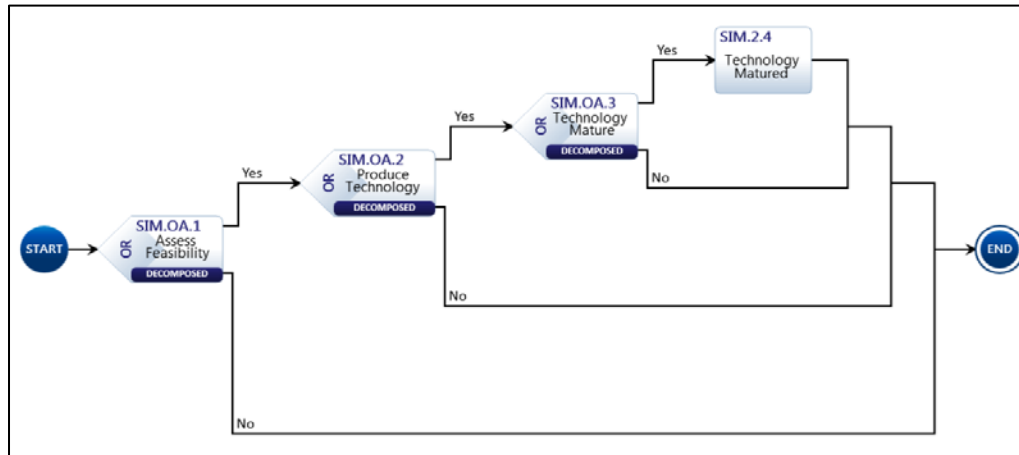 SIM.2.4
Technology
Matured
Yes
SIM.OA.3
OR
Technology
Mature
DECOMPOSED
Yes
No
SIM.OA.2
OR
Produce
Technology
DECOMPOSED
Yes
No
START
SIM.OA.1
OR
Assess
Feasibility
DECOMPOSED
No
END